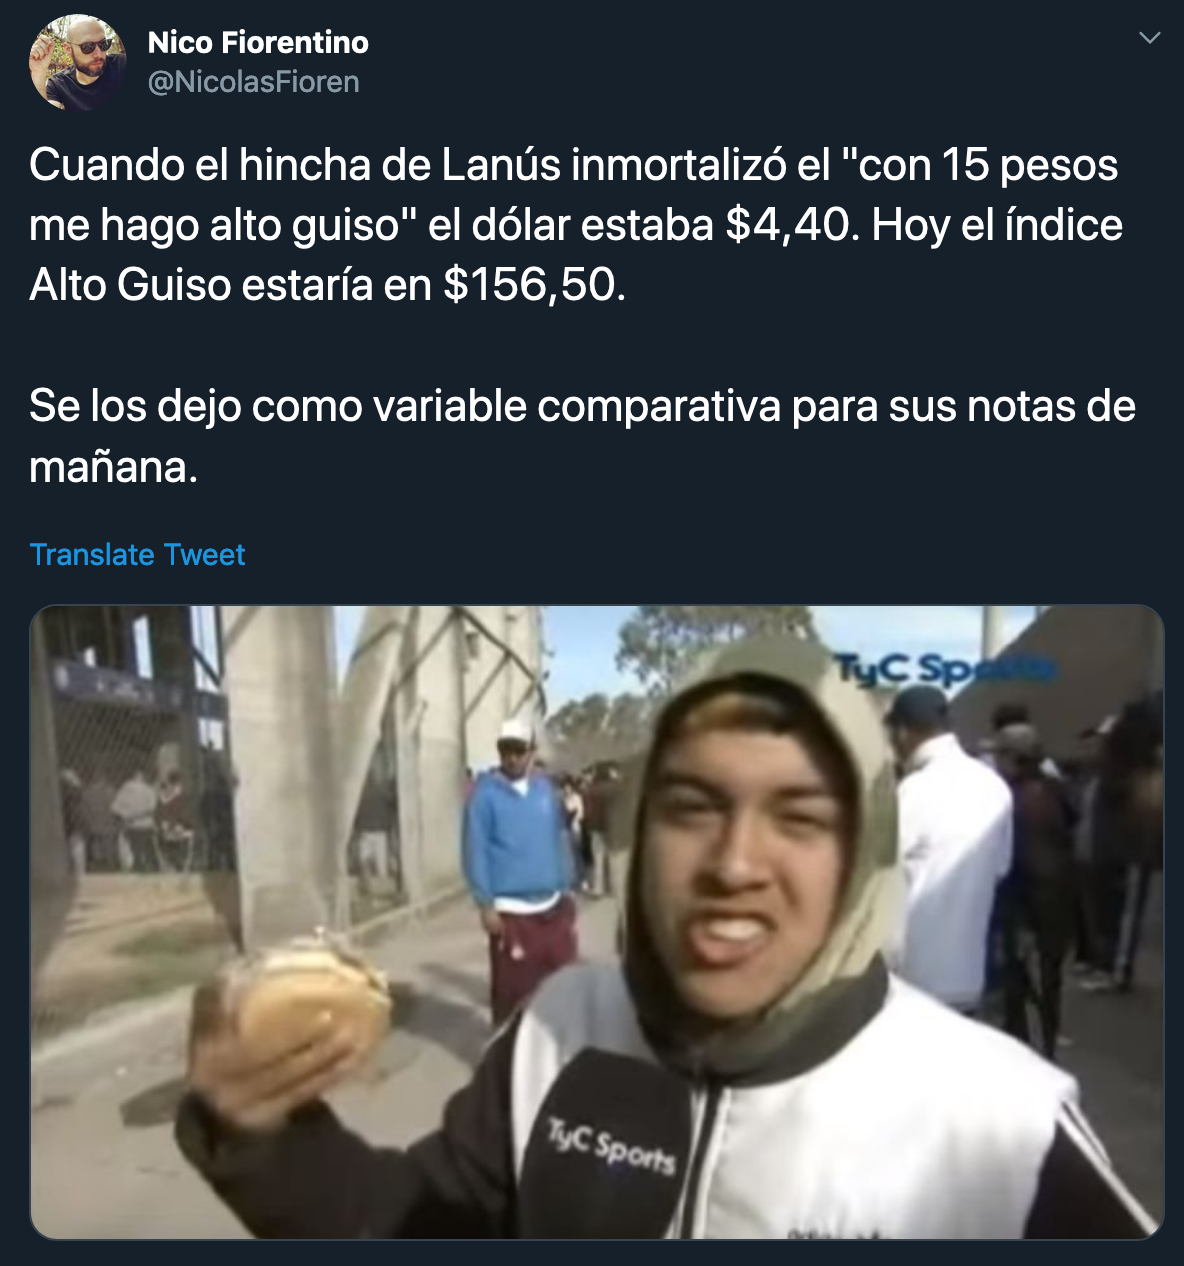 Nico Fiorentino
@NicolasFioren
Cuando el hincha de Lanús inmortalizó el "con 15 pesos
me hago alto guiso" el dólar estaba $4,40. Hoy el índice
Alto Guiso estaría en $156,50.
Se los dejo como variable comparativa para sus notas de
mañana.
Translate Tweet
TyC Sports
TyC Sports